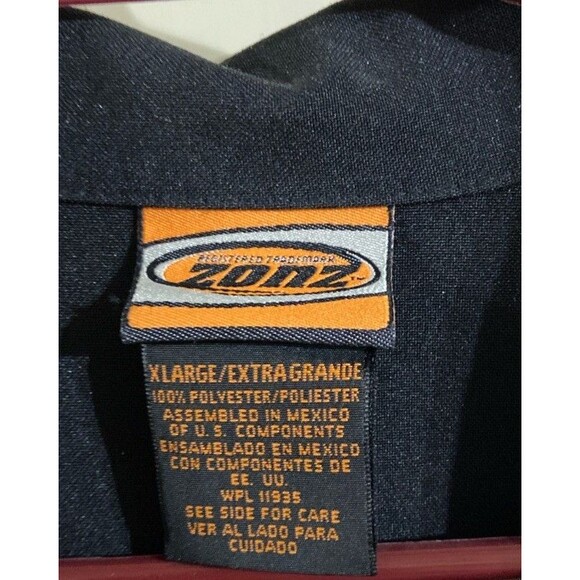 REGISTERED TRADEMARK
zonz™
XLARGE/EXTRA GRANDE
100% POLYESTER/POLIESTER
ASSEMBLED IN MEXICO
OF U.S. COMPONENTS
ENSAMBLADO EN MEXICO
CON COMPONENTES DE
EE. UU.
WPL 11935
SEE SIDE FOR CARE
VER AL LADO PARA
CUIDADO